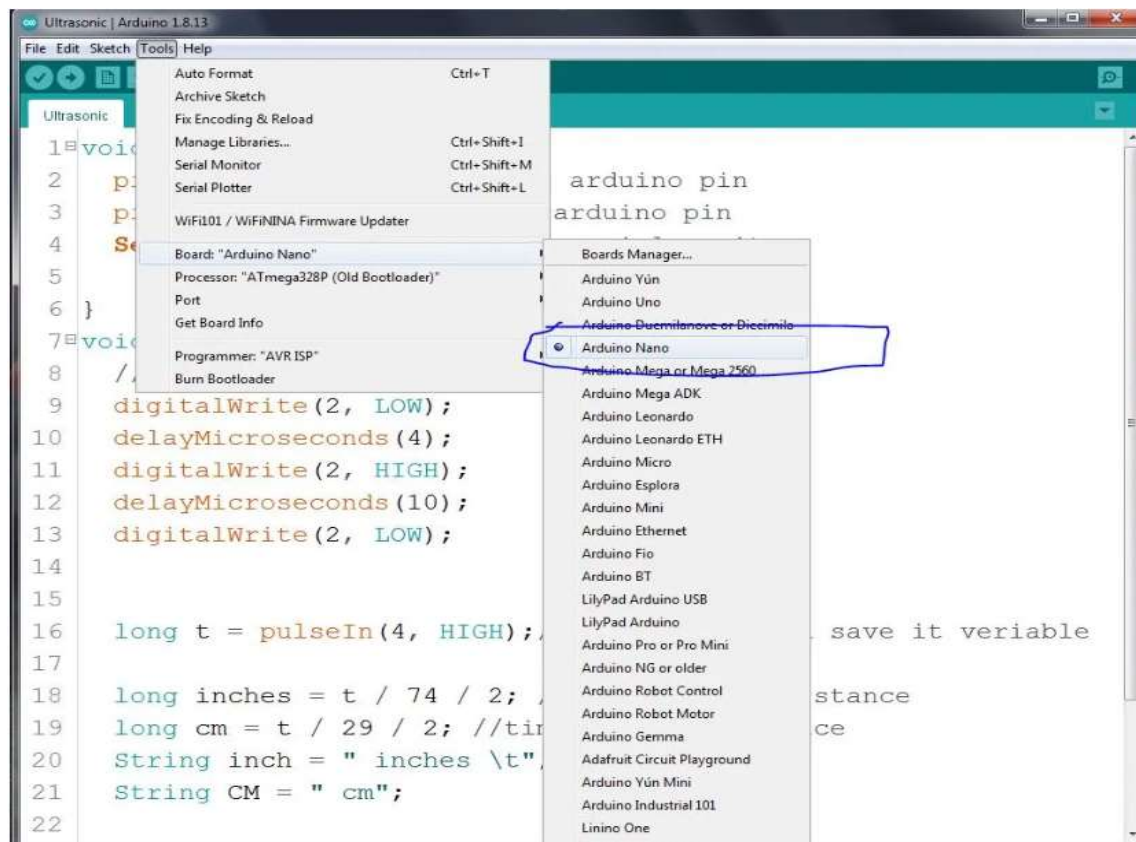 Ultrasonic | Arduino 1.8.13
File Edit Sketch Tools Help
Ultrasonic
Auto Format Ctrl+T
Archive Sketch
Fix Encoding & Reload
Manage Libraries... Ctrl+Shift+I
Serial Monitor Ctrl+Shift+M
Serial Plotter Ctrl+Shift+L
WiFi101 / WiFiNINA Firmware Updater
Board: "Arduino Nano"
Processor: "ATmega328P (Old Bootloader)"
Port
Get Board Info
Programmer: "AVR ISP"
Burn Bootloader
Boards Manager...
Arduino Yún
Arduino Uno
Arduino Duemilanove or Diecimila
Arduino Nano
Arduino Mega or Mega 2560
Arduino Mega ADK
Arduino Leonardo
Arduino Leonardo ETH
Arduino Micro
Arduino Esplora
Arduino Mini
Arduino Ethernet
Arduino Fio
Arduino BT
LilyPad Arduino USB
LilyPad Arduino
Arduino Pro or Pro Mini
Arduino NG or older
Arduino Robot Control
Arduino Robot Motor
Arduino Gemma
Adafruit Circuit Playground
Arduino Yún Mini
Arduino Industrial 101
Linino One
1 voi
2 pi arduino pin
3 pi arduino pin
4 Se
5
6 }
7 voi
8 //
9 digitalWrite(2, LOW);
10 delayMicroseconds(4);
11 digitalWrite(2, HIGH);
12 delayMicroseconds(10);
13 digitalWrite(2, LOW);
14
15
16 long t = pulseIn(4, HIGH);/ save it veriable
17
18 long inches = t / 74 / 2; / stance
19 long cm = t / 29 / 2; //tim ce
20 String inch = " inches \t"
21 String CM = " cm";
22